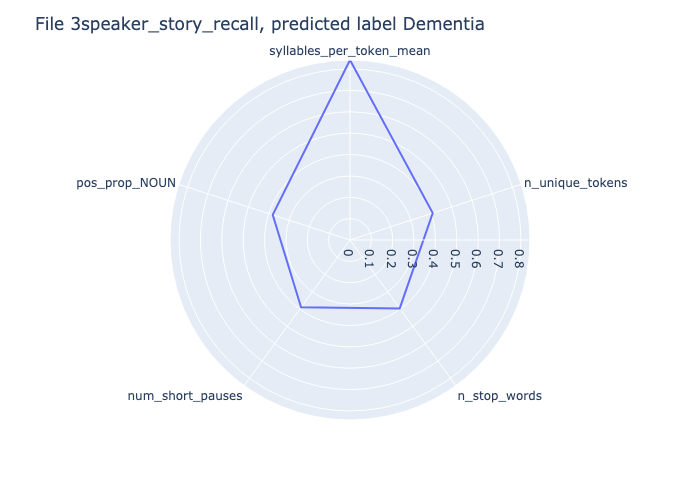 File 3speaker_story_recall, predicted label Dementia
syllables_per_token_mean
pos_prop_NOUN
n_unique_tokens
0 0.1 0.2 0.3 0.4 0.5 0.6 0.7 0.8
num_short_pauses
n_stop_words